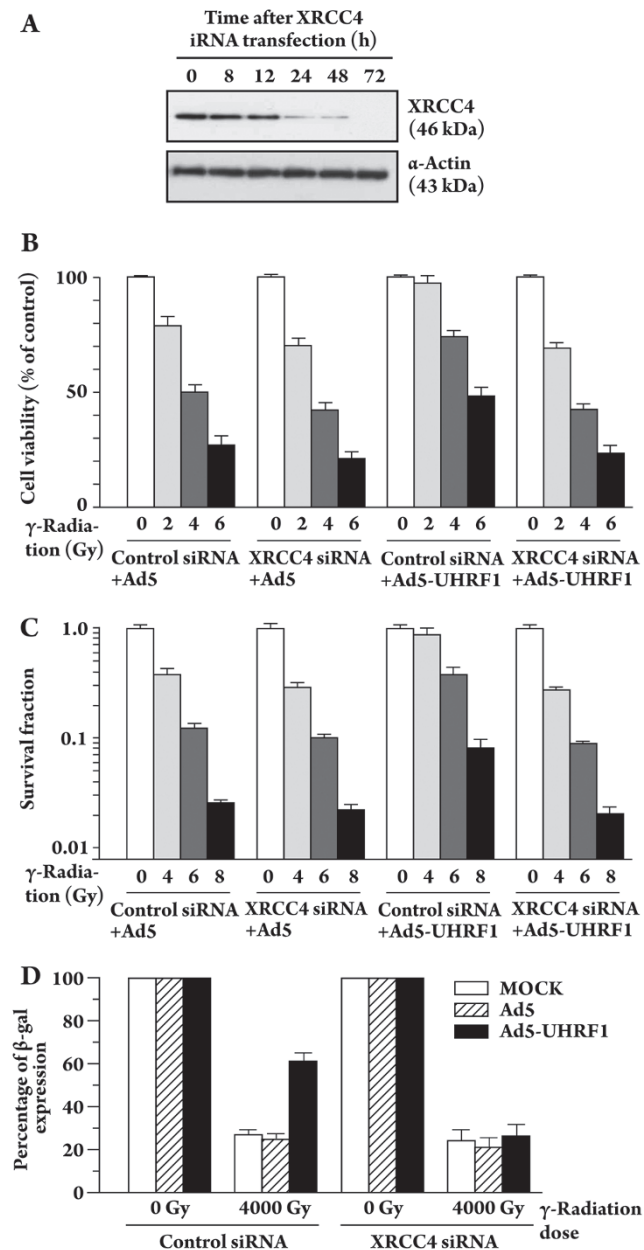 A
Time after XRCC4
iRNA transfection (h)
0 8 12 24 48 72
XRCC4
(46 kDa)
α-Actin
(43 kDa)
B
Cell viability (% of control)
100
50
0
γ-Radia-
tion (Gy)
0 2 4 6 0 2 4 6 0 2 4 6 0 2 4 6
Control siRNA
+Ad5
XRCC4 siRNA
+Ad5
Control siRNA
+Ad5-UHRF1
XRCC4 siRNA
+Ad5-UHRF1
C
Survival fraction
1.0
0.1
0.01
γ-Radia-
tion (Gy)
0 4 6 8 0 4 6 8 0 4 6 8 0 4 6 8
Control siRNA
+Ad5
XRCC4 siRNA
+Ad5
Control siRNA
+Ad5-UHRF1
XRCC4 siRNA
+Ad5-UHRF1
D
Percentage of β-gal
expression
100
80
60
40
20
0
MOCK
Ad5
Ad5-UHRF1
0 Gy 4000 Gy 0 Gy 4000 Gy
γ-Radiation
dose
Control siRNA XRCC4 siRNA